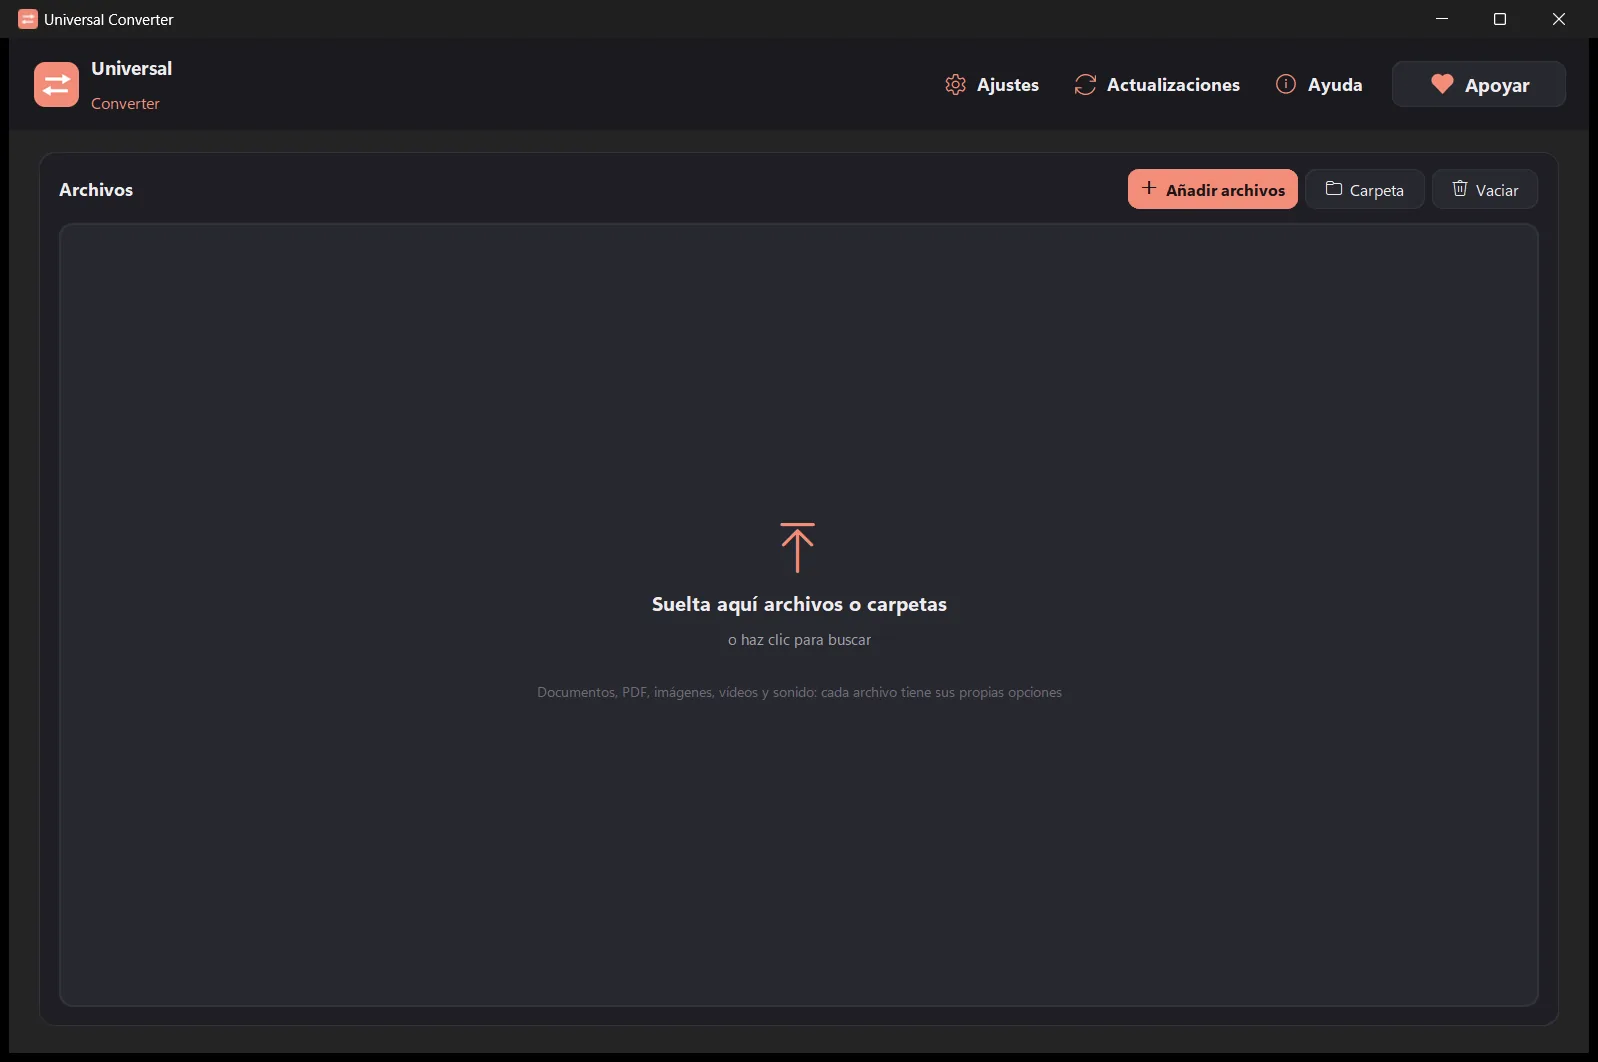 Universal Converter
Universal
Converter
Ajustes
Actualizaciones
Ayuda
Apoyar
Archivos
Añadir archivos
Carpeta
Vaciar
Suelta aquí archivos o carpetas
o haz clic para buscar
Documentos, PDF, imágenes, vídeos y sonido: cada archivo tiene sus propias opciones